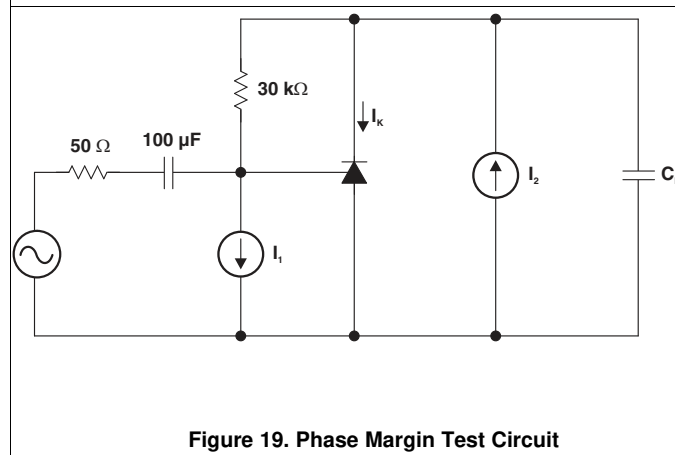 30 kΩ
I_K
50 Ω
100 µF
I_2
C
I_1
Figure 19. Phase Margin Test Circuit